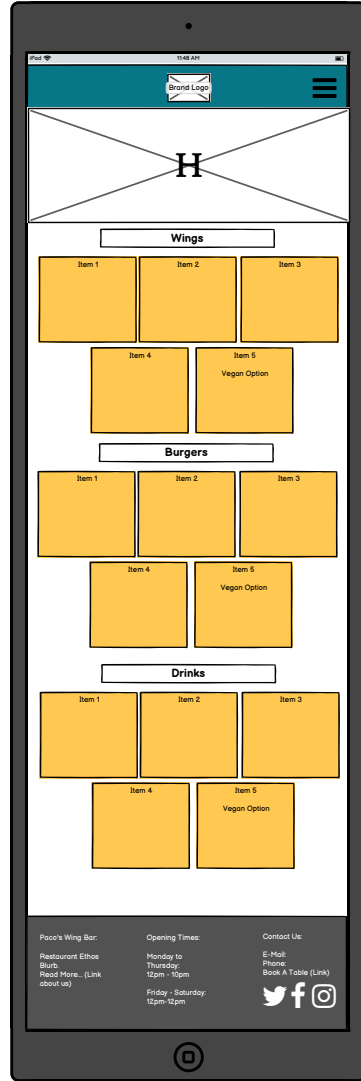 iPad 11:48 AM
Brand Logo
H
Wings
Item 1 Item 2 Item 3
Item 4 Item 5
Vegan Option
Burgers
Item 1 Item 2 Item 3
Item 4 Item 5
Vegan Option
Drinks
Item 1 Item 2 Item 3
Item 4 Item 5
Vegan Option
Paco's Wing Bar:
Restaurant Ethos
Blurb.
Read More... (Link
about us)
Opening Times:
Monday to
Thursday:
12pm - 10pm
Friday - Saturday:
12pm-12pm
Contact Us:
E-Mail:
Phone:
Book A Table (Link)